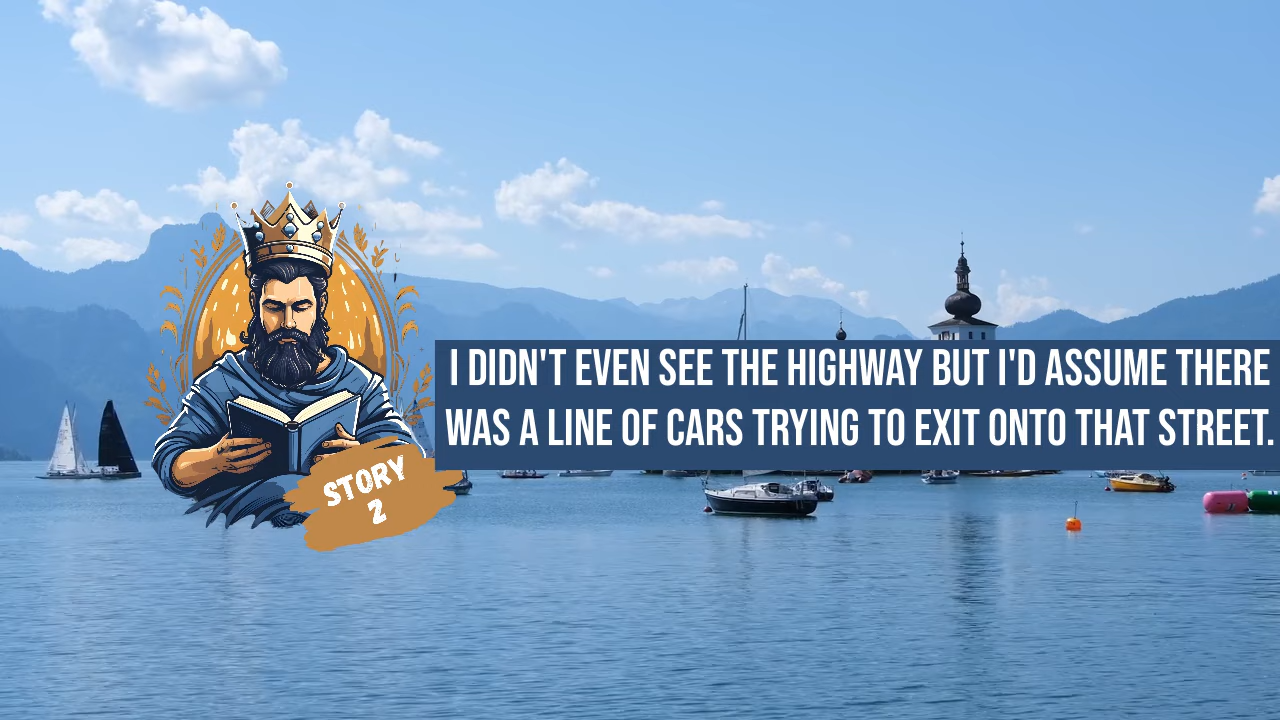 I DIDN'T EVEN SEE THE HIGHWAY BUT I'D ASSUME THERE
WAS A LINE OF CARS TRYING TO EXIT ONTO THAT STREET.
STORY
2